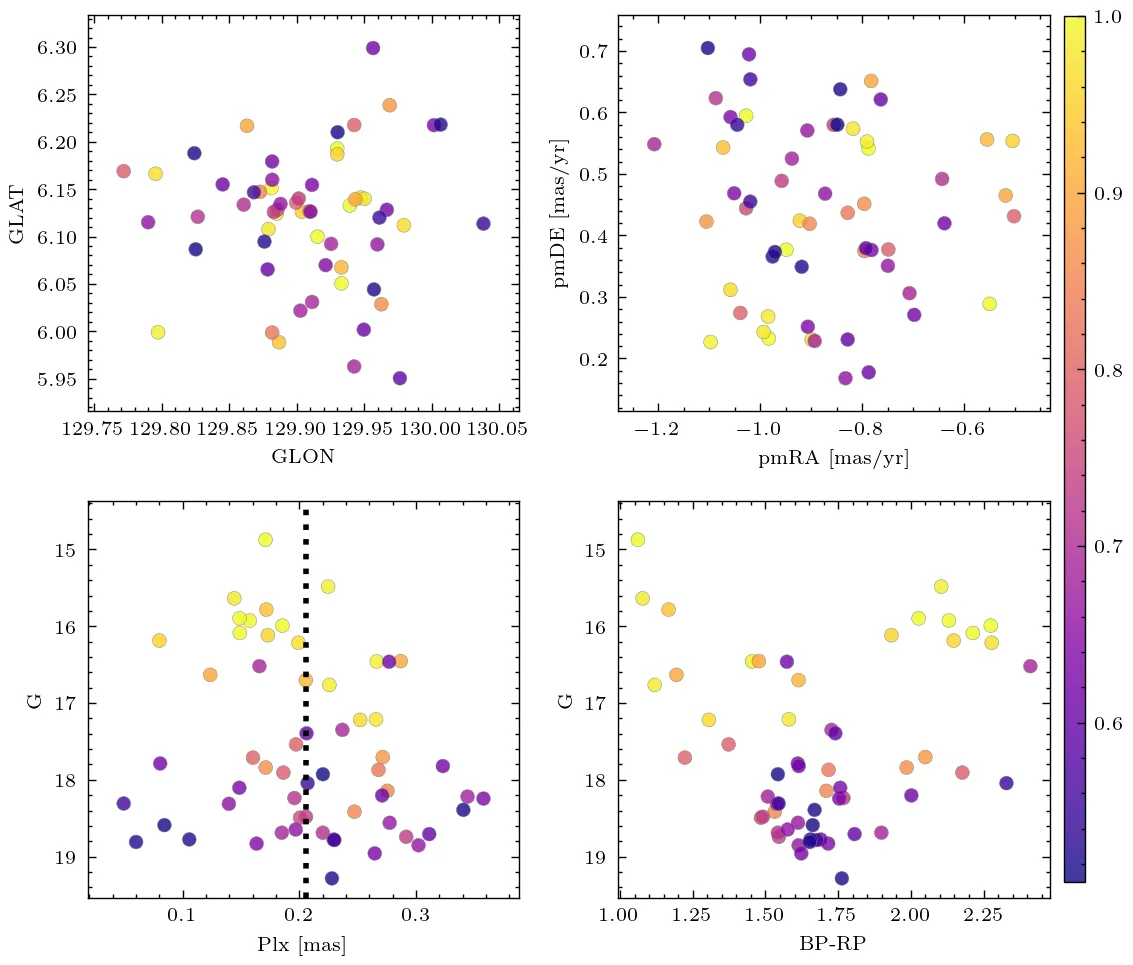 6.30
6.25
6.20
6.15
6.10
6.05
6.00
5.95
GLAT
129.75 129.80 129.85 129.90 129.95 130.00 130.05
GLON
0.7
0.6
0.5
0.4
0.3
0.2
pmDE [mas/yr]
−1.2 −1.0 −0.8 −0.6
pmRA [mas/yr]
1.0
0.9
0.8
0.7
0.6
15
16
17
18
19
G
0.1 0.2 0.3
Plx [mas]
15
16
17
18
19
G
1.00 1.25 1.50 1.75 2.00 2.25
BP-RP